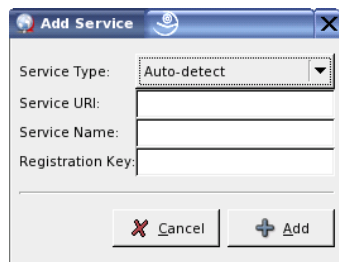 Add Service
Service Type: Auto-detect
Service URI:
Service Name:
Registration Key:
Cancel Add